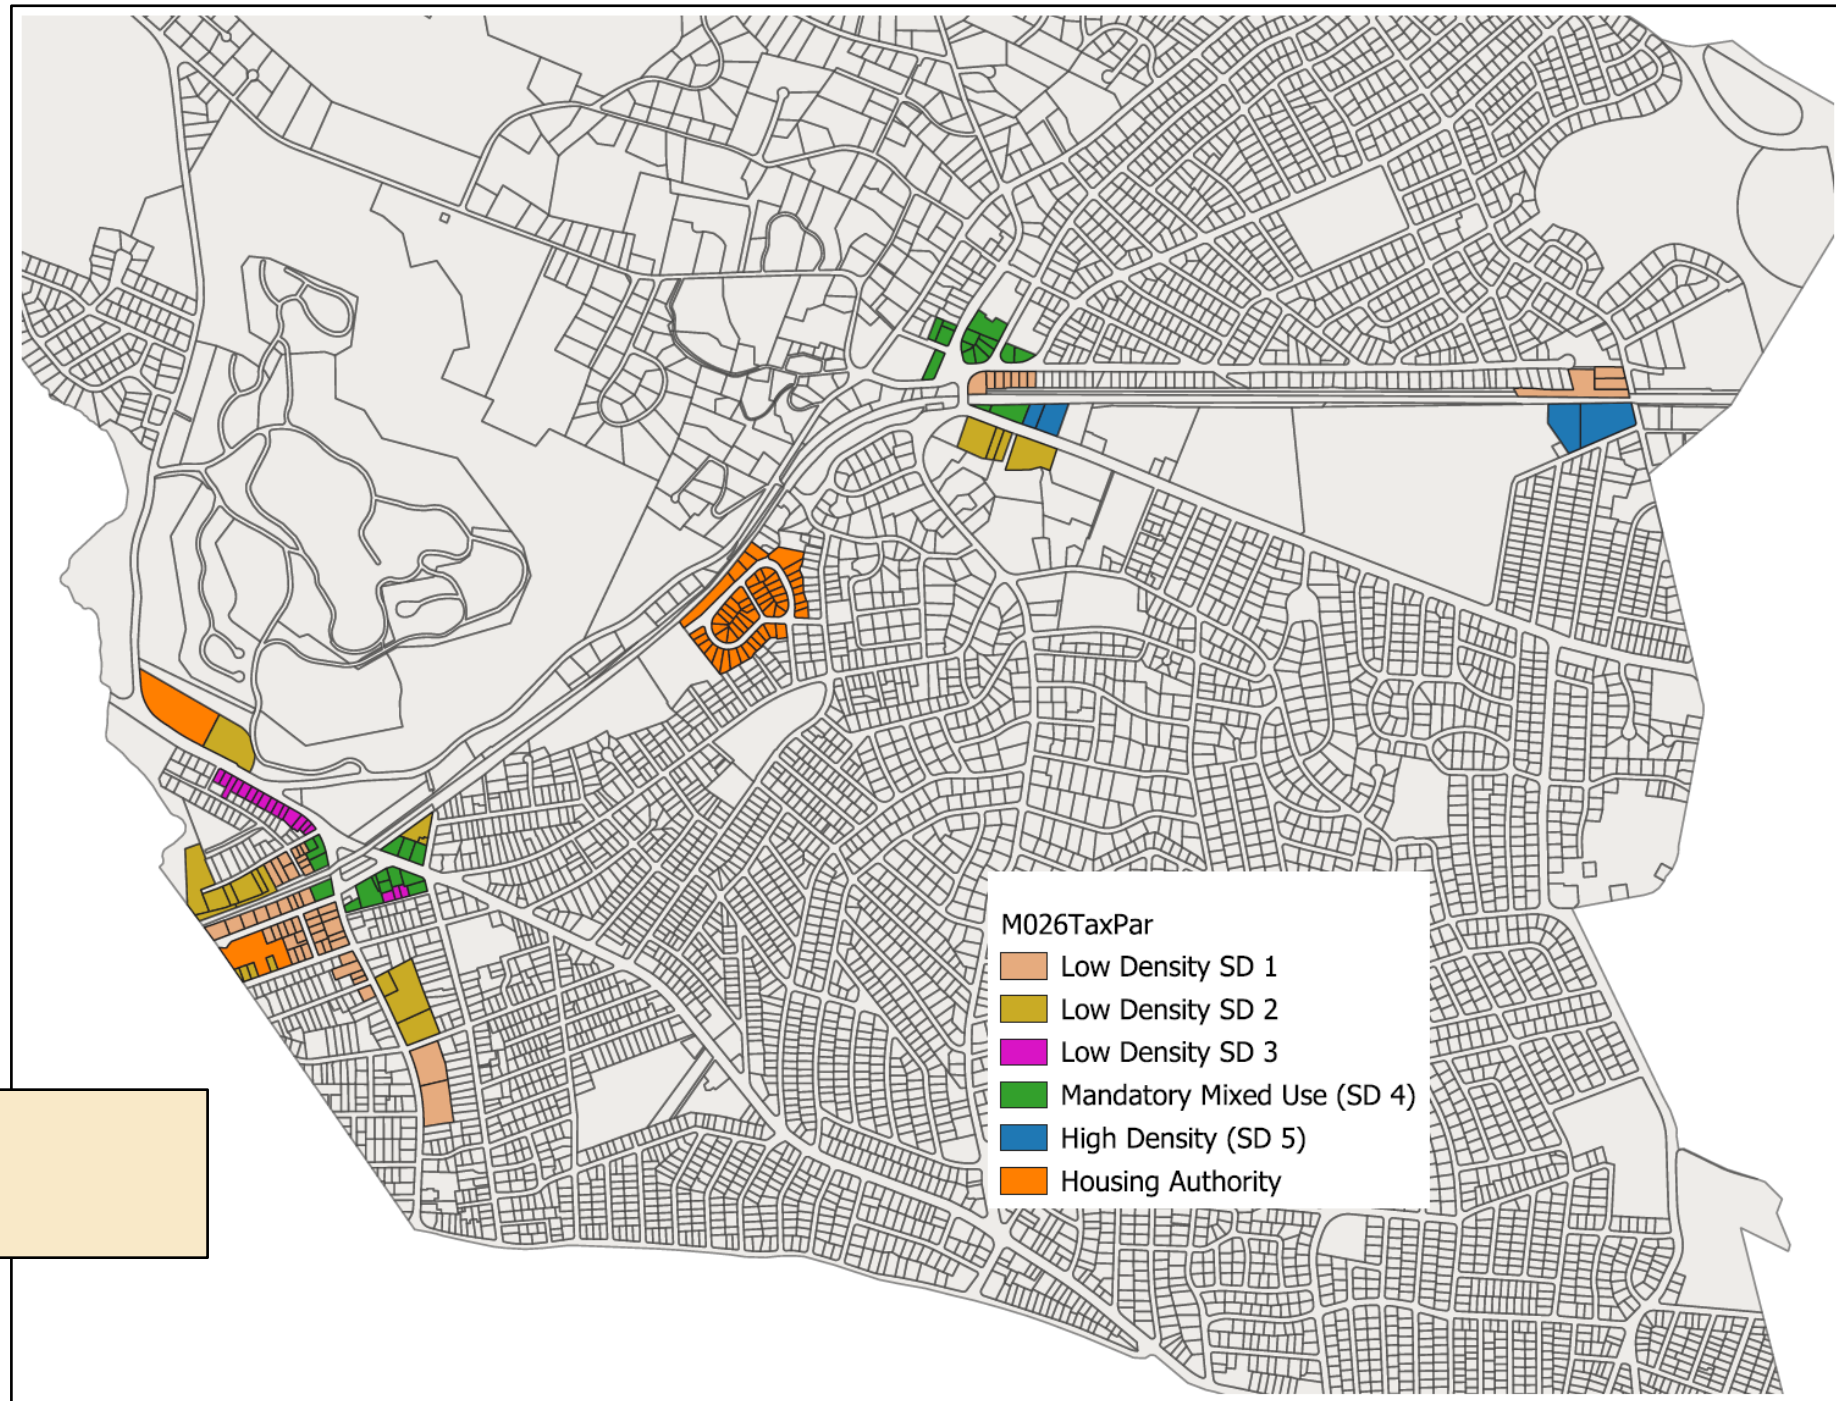 M026TaxPar
Low Density SD 1
Low Density SD 2
Low Density SD 3
Mandatory Mixed Use (SD 4)
High Density (SD 5)
Housing Authority